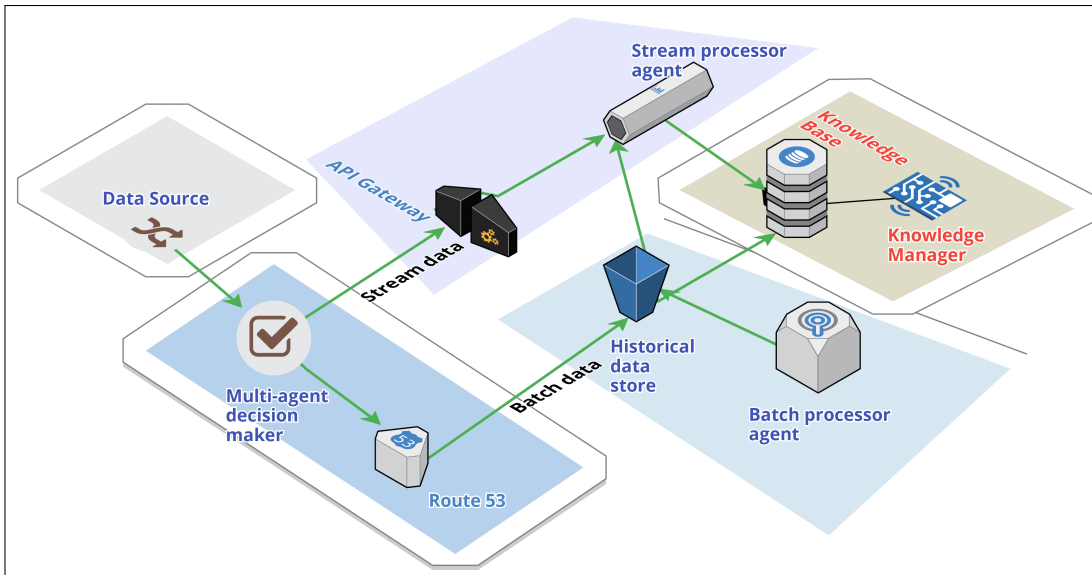 Stream processor
agent
Knowledge
Base
API Gateway
Data Source
Knowledge
Manager
Stream data
Historical
data
store
Multi-agent
decision
maker
Batch data
Batch processor
agent
53
Route 53